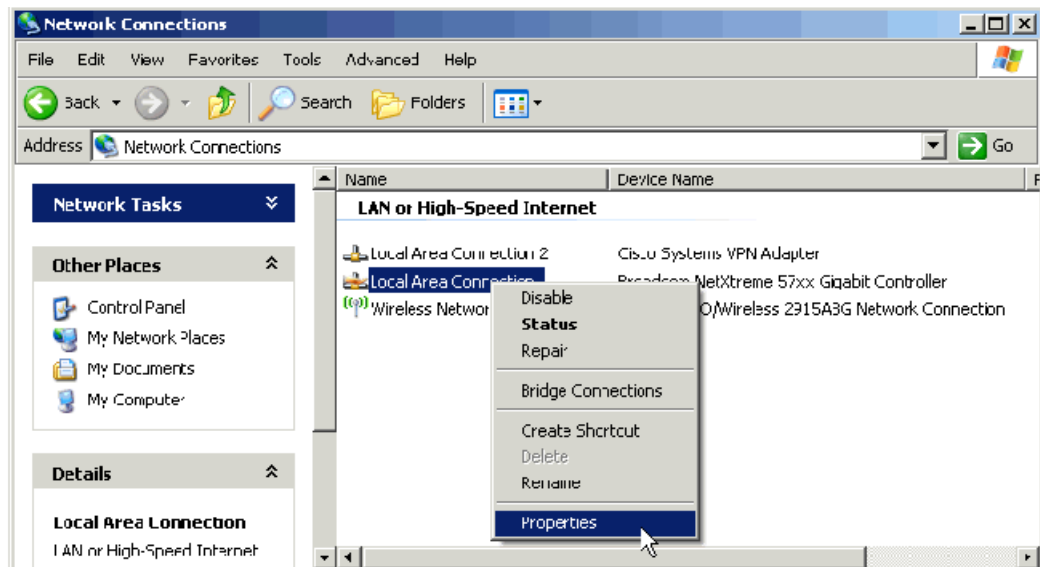 Network Connections
File Edit View Favorites Tools Advanced Help
Back Search Folders
Address Network Connections Go
Name Device Name
Network Tasks
LAN or High-Speed Internet
Local Area Connection 2 Cisco Systems VPN Adapter
Other Places
Local Area Connection Broadcom NetXtreme 57xx Gigabit Controller
Control Panel
Wireless Networ O/Wireless 2915A3G Network Connection
My Network Places
My Documents
My Computer
Disable
Status
Repair
Bridge Connections
Create Shortcut
Delete
Rename
Properties
Details
Local Area Connection
LAN or High-Speed Internet